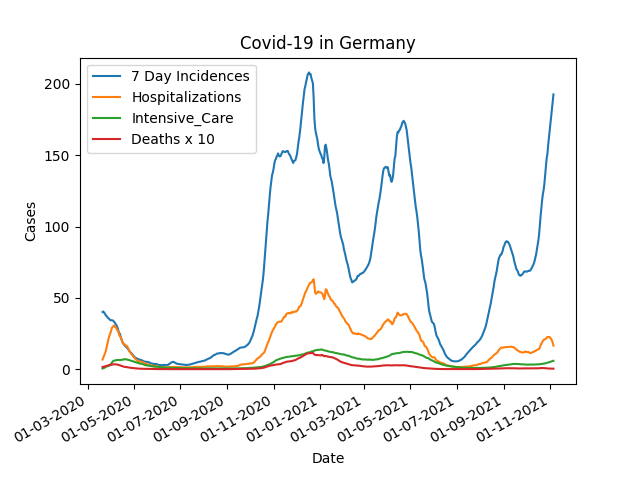 Covid-19 in Germany
7 Day Incidences
Hospitalizations
Intensive_Care
Deaths x 10
200
150
100
50
0
Cases
01-03-2020
01-05-2020
01-07-2020
01-09-2020
01-11-2020
01-01-2021
01-03-2021
01-05-2021
01-07-2021
01-09-2021
01-11-2021
Date